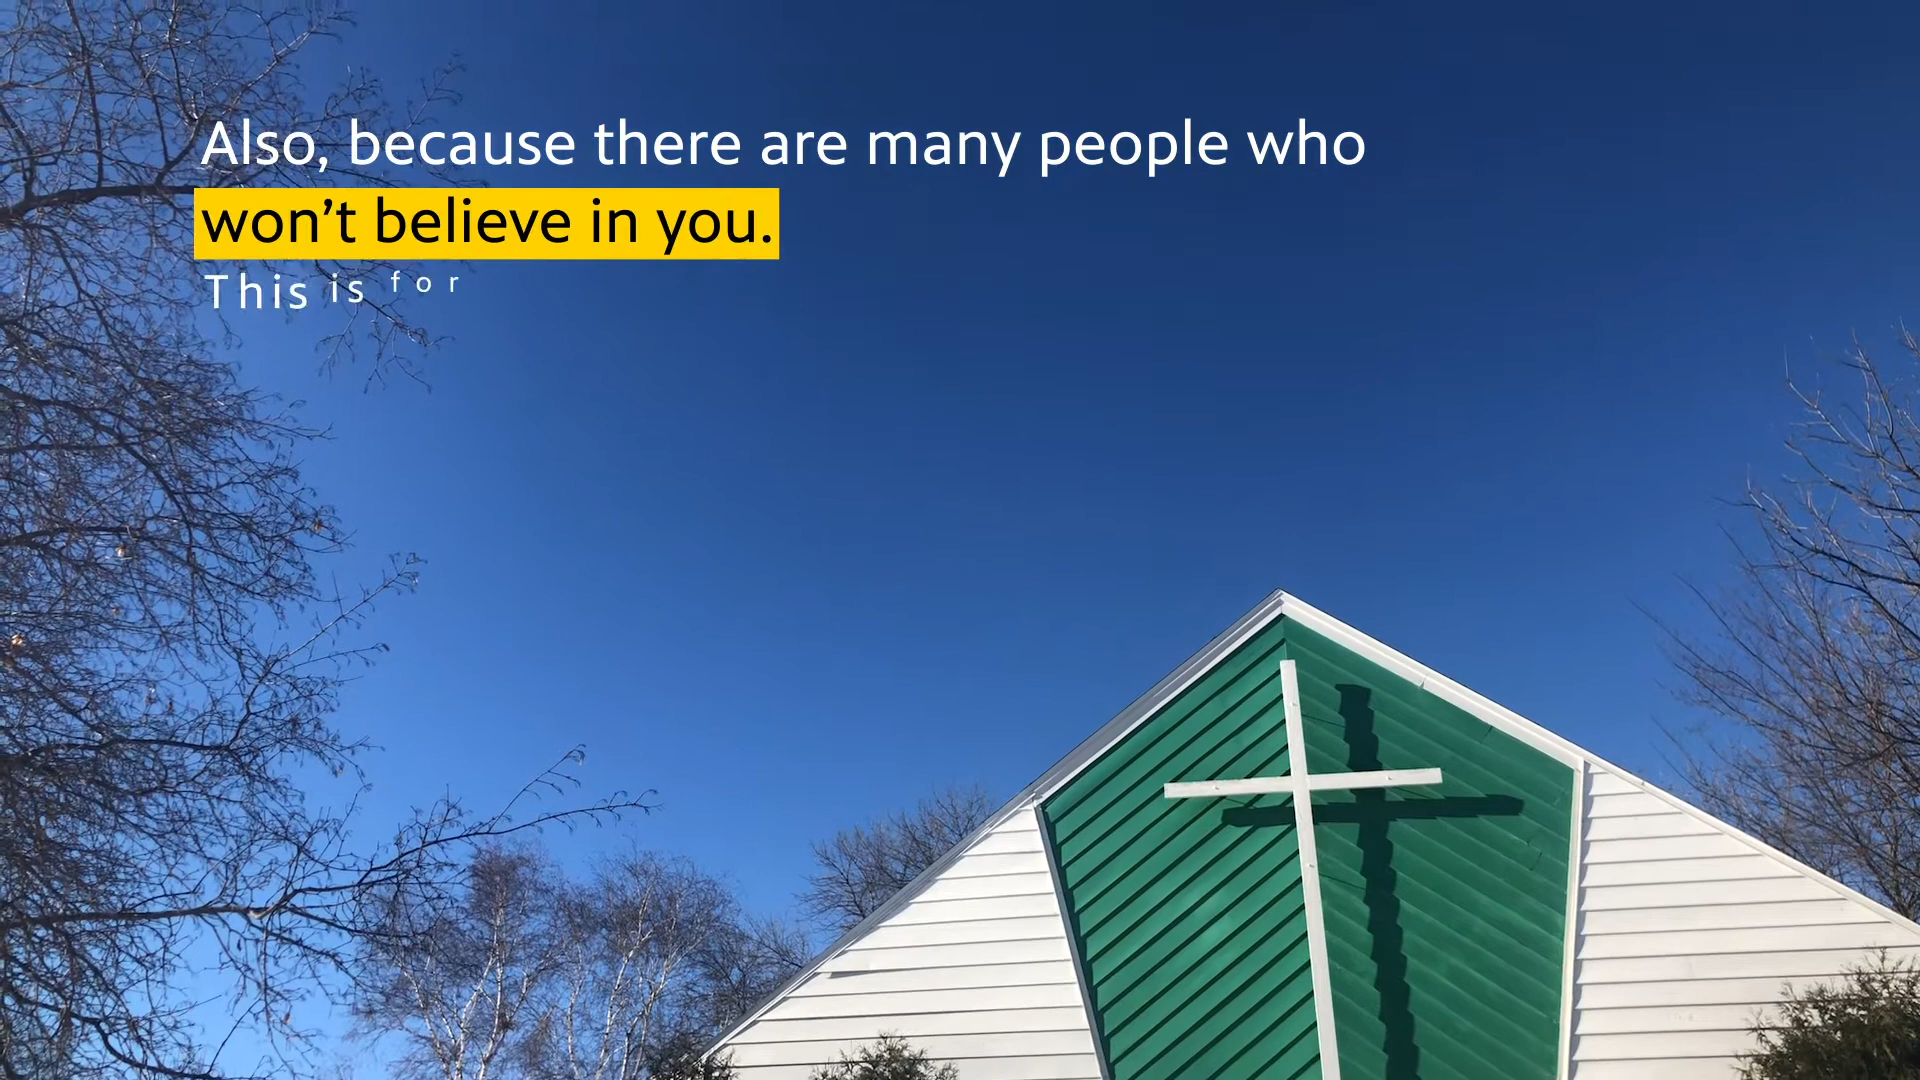 Also, because there are many people who
won’t believe in you.
This is for